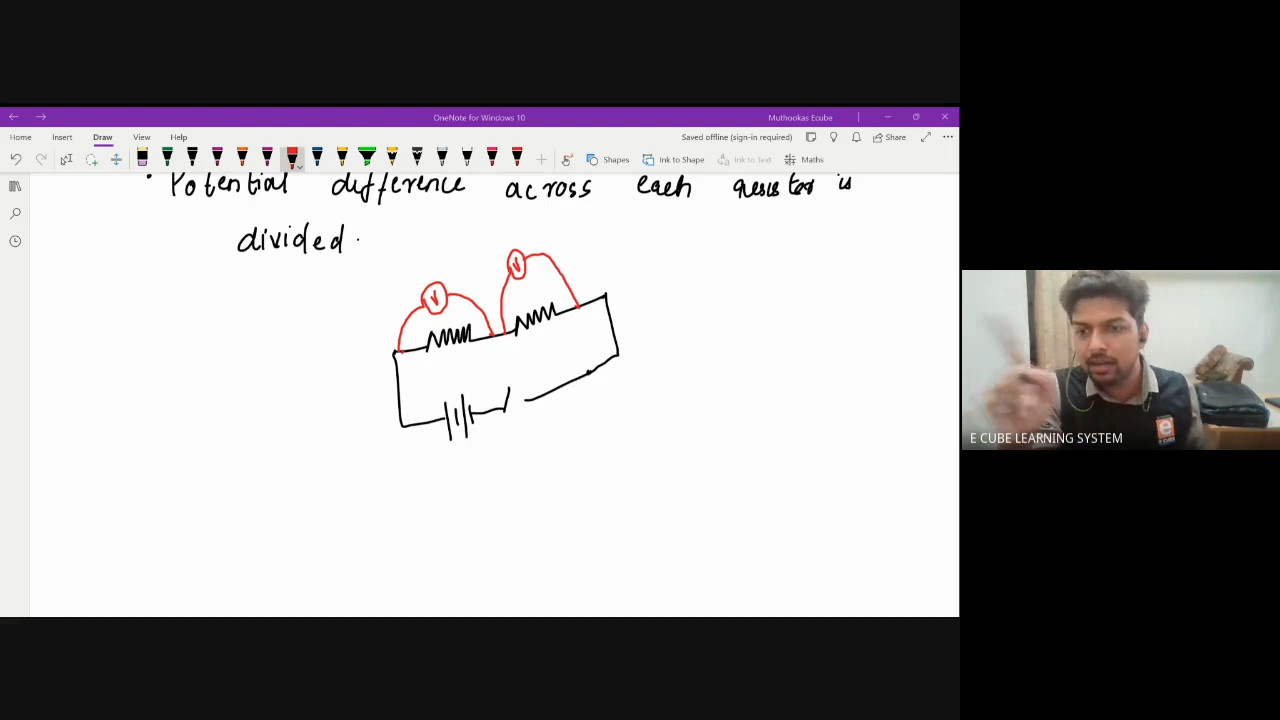 OneNote for Windows 10
Muthookas Ecube
Home Insert Draw View Help
Saved offline (sign-in required)
Share
Shapes
Ink to Shape
Ink to Text
Maths
• Potential difference across each resistor is
divided.
V
V
e
E CUBE
E CUBE LEARNING SYSTEM